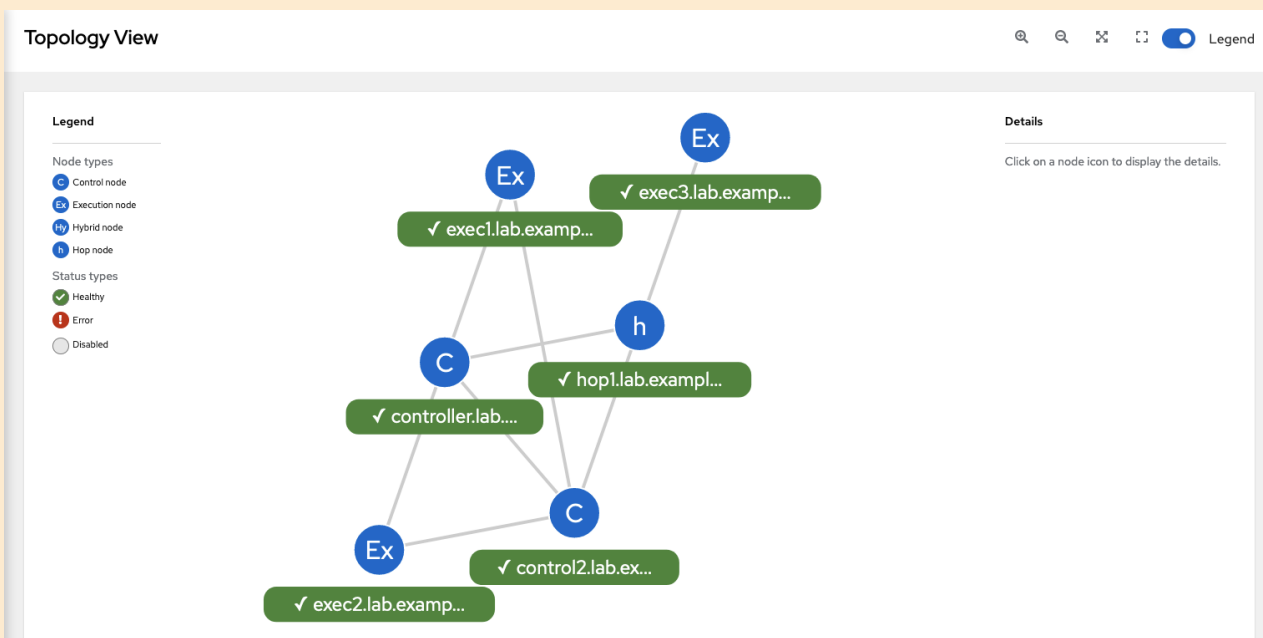 Topology View
Legend
Legend
Node types
C Control node
Ex Execution node
Hy Hybrid node
h Hop node
Status types
Healthy
! Error
Disabled
Ex
✓ exec3.lab.examp...
Ex
✓ exec1.lab.examp...
h
✓ hop1.lab.exampl...
C
✓ controller.lab....
C
✓ control2.lab.ex...
Ex
✓ exec2.lab.examp...
Details
Click on a node icon to display the details.